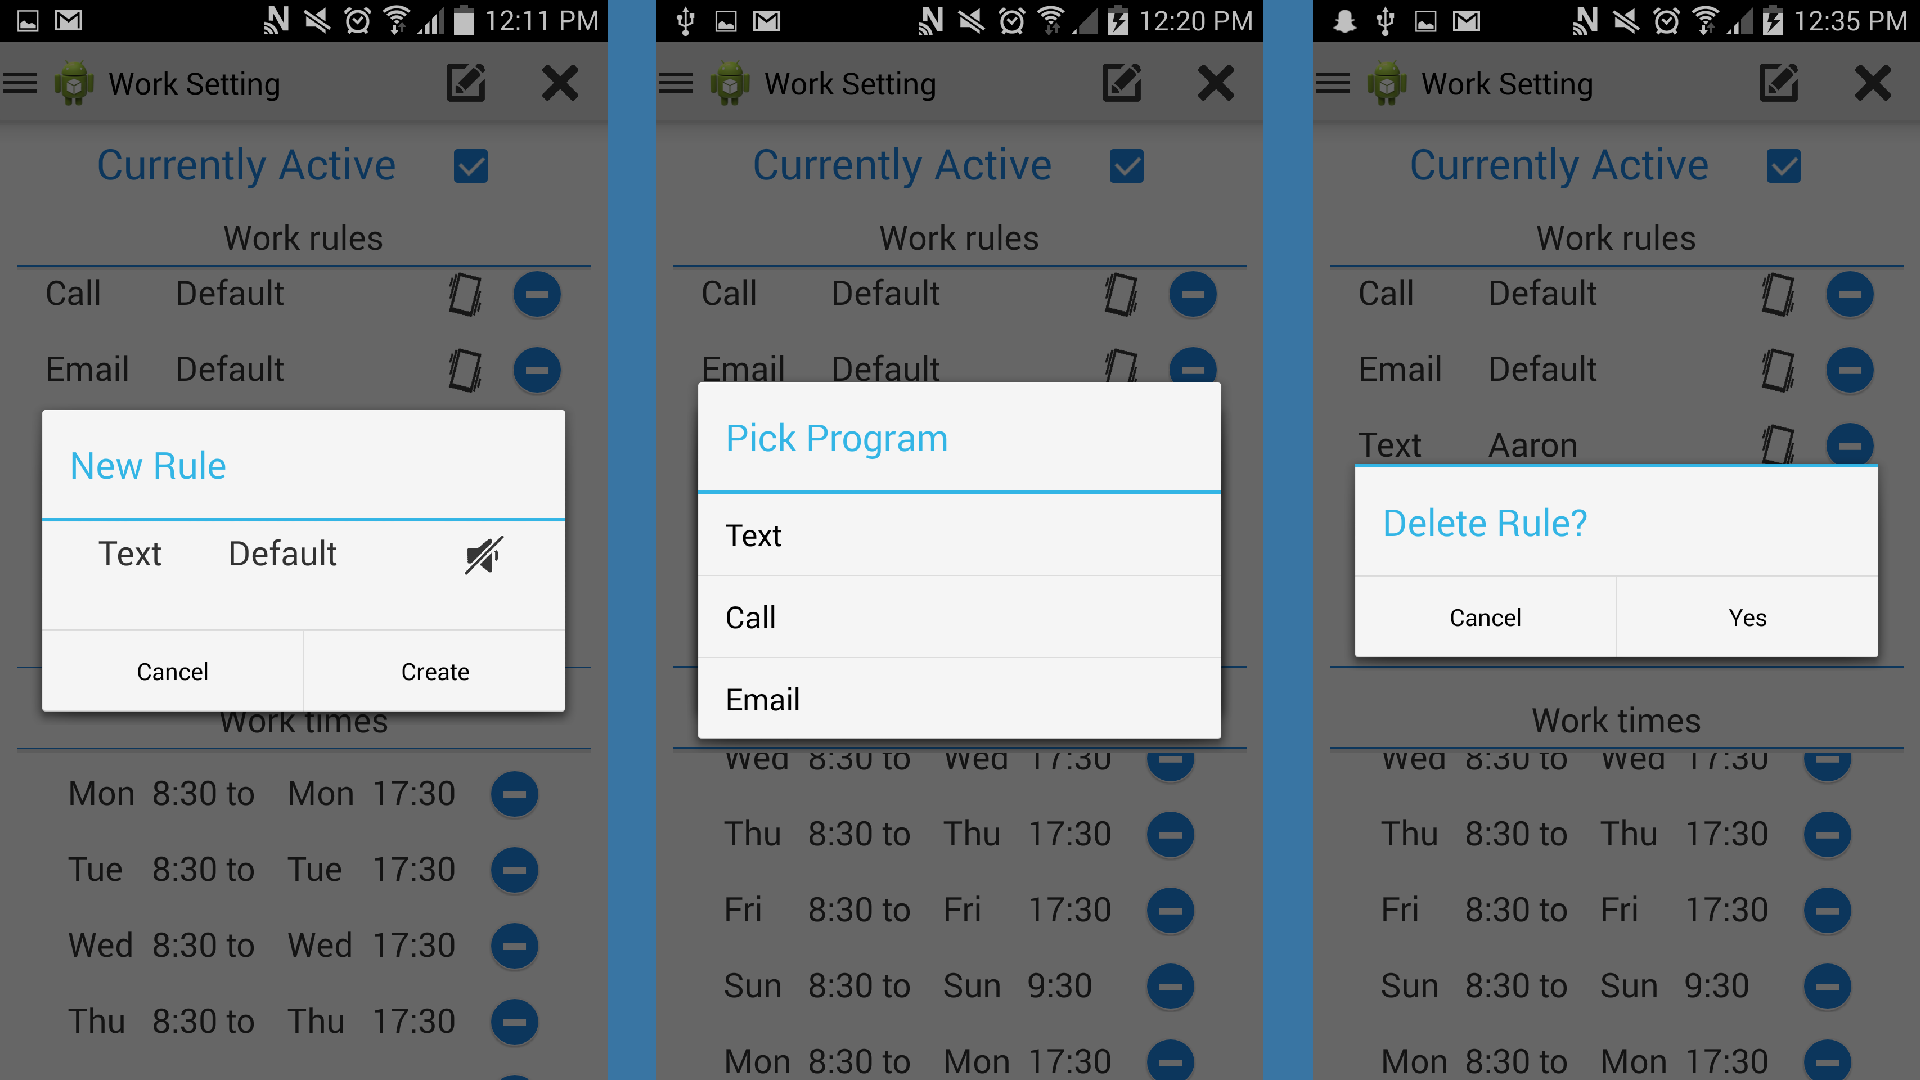 12:11 PM
Work Setting
Currently Active
Work rules
Call Default
Email Default
New Rule
Text Default
Cancel Create
Work times
Mon 8:30 to Mon 17:30
Tue 8:30 to Tue 17:30
Wed 8:30 to Wed 17:30
Thu 8:30 to Thu 17:30
12:20 PM
Work Setting
Currently Active
Work rules
Call Default
Email Default
Pick Program
Text
Call
Email
Wed 8:30 to Wed 17:30
Thu 8:30 to Thu 17:30
Fri 8:30 to Fri 17:30
Sun 8:30 to Sun 9:30
Mon 8:30 to Mon 17:30
12:35 PM
Work Setting
Currently Active
Work rules
Call Default
Email Default
Text Aaron
Delete Rule?
Cancel Yes
Work times
Wed 8:30 to Wed 17:30
Thu 8:30 to Thu 17:30
Fri 8:30 to Fri 17:30
Sun 8:30 to Sun 9:30
Mon 8:30 to Mon 17:30